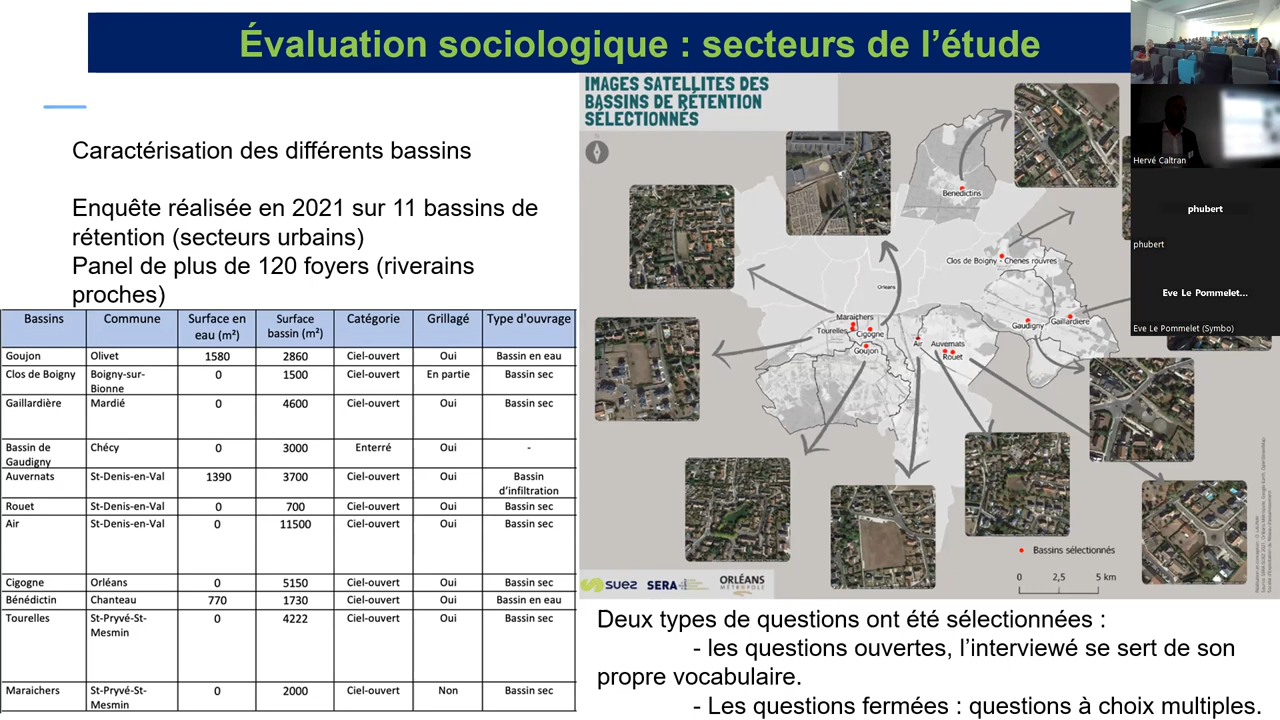 Évaluation sociologique : secteurs de l’étude
Caractérisation des différents bassins
Enquête réalisée en 2021 sur 11 bassins de
rétention (secteurs urbains)
Panel de plus de 120 foyers (riverains
proches)
Bassins Commune Surface en eau (m²) Surface bassin (m²) Catégorie Grillagé Type d'ouvrage
Goujon Olivet 1580 2860 Ciel-ouvert Oui Bassin en eau
Clos de Boigny Boigny-sur-Bionne 0 1500 Ciel-ouvert En partie Bassin sec
Gaillardière Mardié 0 4600 Ciel-ouvert Oui Bassin sec
Bassin de Gaudigny Chécy 0 3000 Enterré Oui -
Auvernats St-Denis-en-Val 1390 3700 Ciel-ouvert Oui Bassin d’infiltration
Rouet St-Denis-en-Val 0 700 Ciel-ouvert Oui Bassin sec
Air St-Denis-en-Val 0 11500 Ciel-ouvert Oui Bassin sec
Cigogne Orléans 0 5150 Ciel-ouvert Oui Bassin sec
Bénédictin Chanteau 770 1730 Ciel-ouvert Oui Bassin en eau
Tourelles St-Pryvé-St-Mesmin 0 4222 Ciel-ouvert Oui Bassin sec
Maraichers St-Pryvé-St-Mesmin 0 2000 Ciel-ouvert Non Bassin sec
IMAGES SATELLITES DES
BASSINS DE RÉTENTION
SÉLECTIONNÉS
Benedictins
Clos de Boigny - Chenes rouvres
Orléans
Maraichers
Tourelles
Cigogne
Goujon
Air
Auvernats
Rouet
Gaudigny
Gaillardiere
Bassins sélectionnés
0 2,5 5 km
suez SERA ORLÉANS MÉTROPOLE
Deux types de questions ont été sélectionnées :
- les questions ouvertes, l’interviewé se sert de son
propre vocabulaire.
- Les questions fermées : questions à choix multiples.
Hervé Caltran
phubert
phubert
Eve Le Pommelet...
Eve Le Pommelet (Symbo)